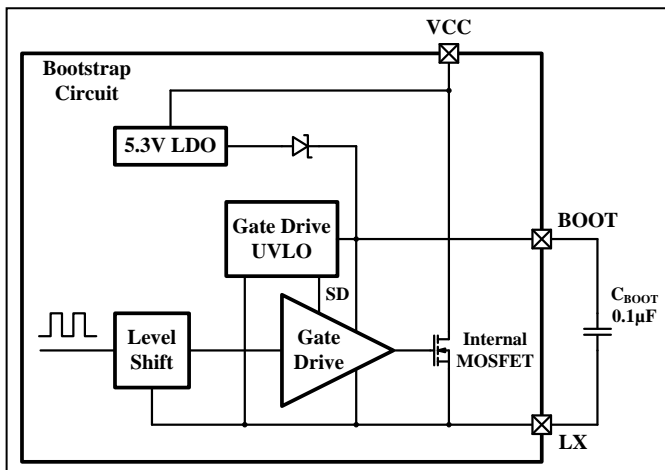 VCC
Bootstrap
Circuit
5.3V LDO
Gate Drive
UVLO
BOOT
SD
C_BOOT
0.1µF
Level
Shift
Gate
Drive
Internal
MOSFET
LX